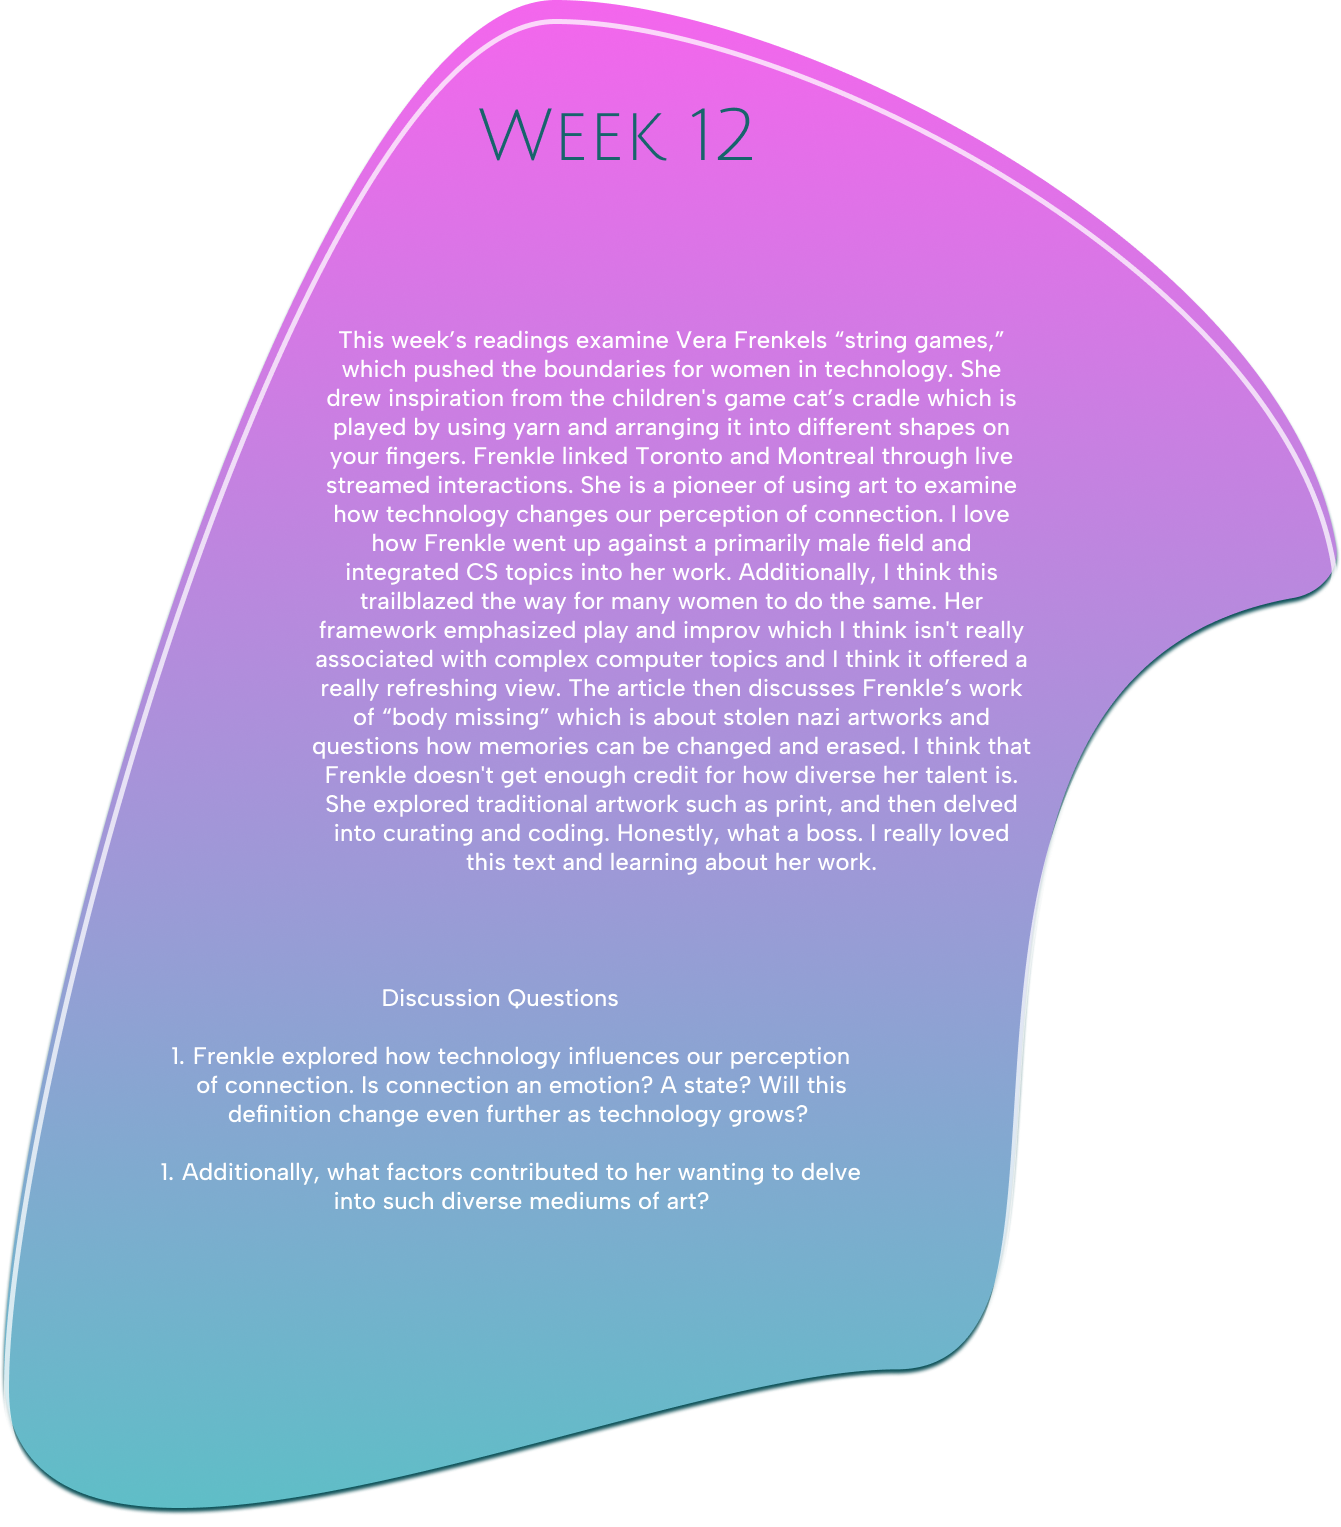 Week 12
This week’s readings examine Vera Frenkels “string games,”
which pushed the boundaries for women in technology. She
drew inspiration from the children's game cat’s cradle which is
played by using yarn and arranging it into different shapes on
your fingers. Frenkle linked Toronto and Montreal through live
streamed interactions. She is a pioneer of using art to examine
how technology changes our perception of connection. I love
how Frenkle went up against a primarily male field and
integrated CS topics into her work. Additionally, I think this
trailblazed the way for many women to do the same. Her
framework emphasized play and improv which I think isn't really
associated with complex computer topics and I think it offered a
really refreshing view. The article then discusses Frenkle’s work
of “body missing” which is about stolen nazi artworks and
questions how memories can be changed and erased. I think that
Frenkle doesn't get enough credit for how diverse her talent is.
She explored traditional artwork such as print, and then delved
into curating and coding. Honestly, what a boss. I really loved
this text and learning about her work.
Discussion Questions
1. Frenkle explored how technology influences our perception
of connection. Is connection an emotion? A state? Will this
definition change even further as technology grows?
1. Additionally, what factors contributed to her wanting to delve
into such diverse mediums of art?